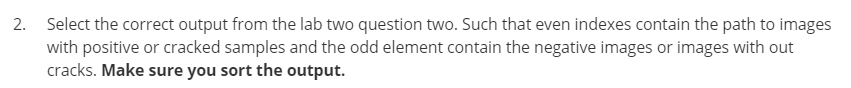 2. Select the correct output from the lab two question two. Such that even indexes contain the path to images
with positive or cracked samples and the odd element contain the negative images or images with out
cracks. Make sure you sort the output.